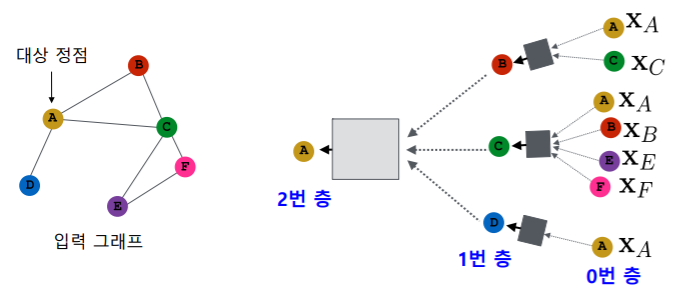 대상 정점
B
A
C
F
D
E
입력 그래프
A
2번 층
B
C
D
1번 층
A x_A
C x_C
A x_A
B x_B
E x_E
F x_F
A x_A
0번 층